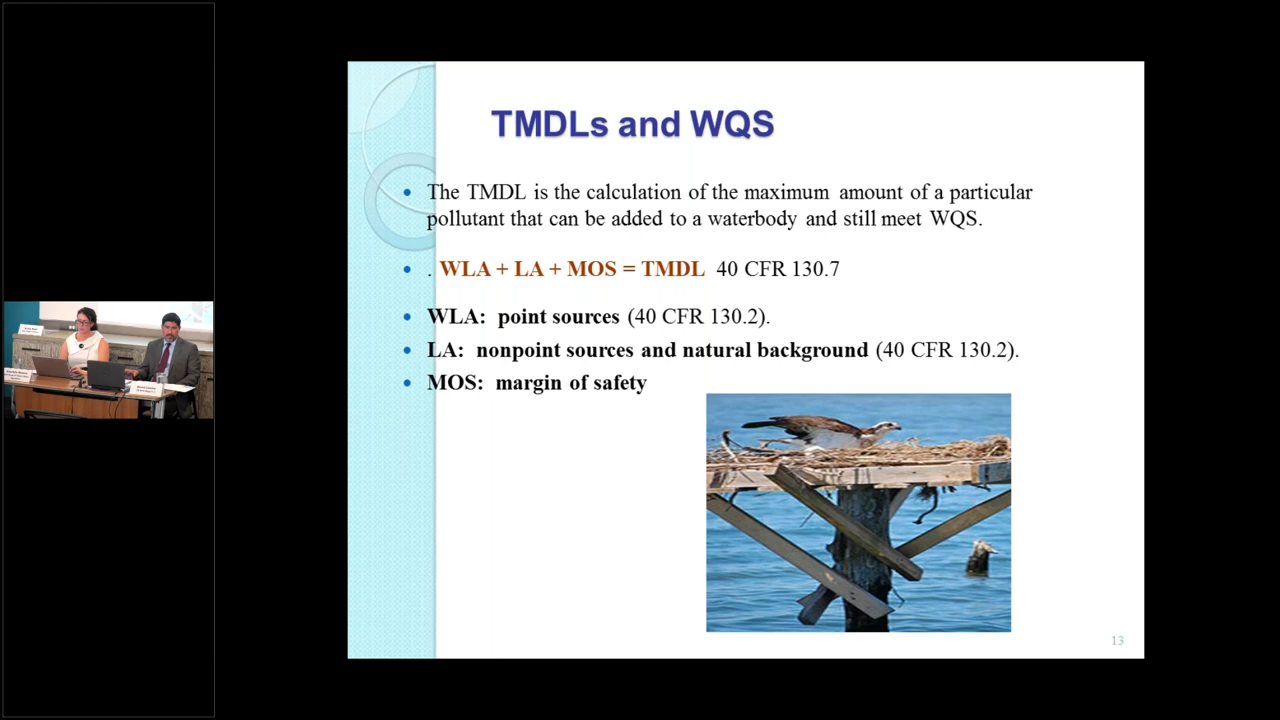 TMDLs and WQS
The TMDL is the calculation of the maximum amount of a particular
pollutant that can be added to a waterbody and still meet WQS.
. WLA + LA + MOS = TMDL 40 CFR 130.7
WLA: point sources (40 CFR 130.2).
LA: nonpoint sources and natural background (40 CFR 130.2).
MOS: margin of safety
13